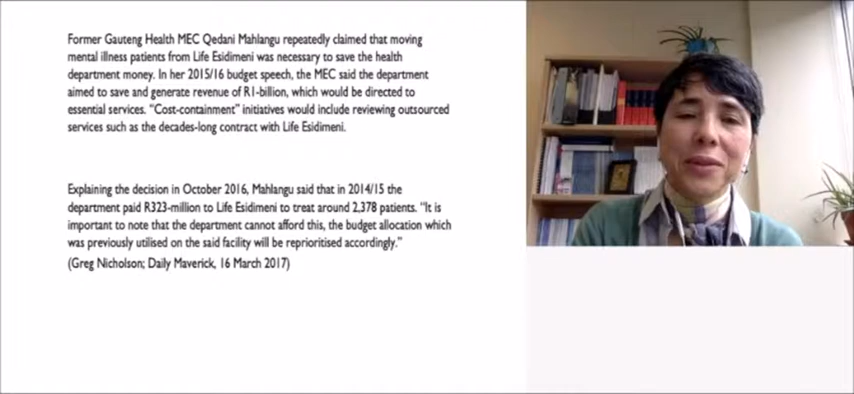 Former Gauteng Health MEC Qedani Mahlangu repeatedly claimed that moving
mental illness patients from Life Esidimeni was necessary to save the health
department money. In her 2015/16 budget speech, the MEC said the department
aimed to save and generate revenue of R1-billion, which would be directed to
essential services. “Cost-containment” initiatives would include reviewing outsourced
services such as the decades-long contract with Life Esidimeni.
Explaining the decision in October 2016, Mahlangu said that in 2014/15 the
department paid R323-million to Life Esidimeni to treat around 2,378 patients. “It is
important to note that the department cannot afford this, the budget allocation which
was previously utilised on the said facility will be reprioritised accordingly.”
(Greg Nicholson; Daily Maverick, 16 March 2017)